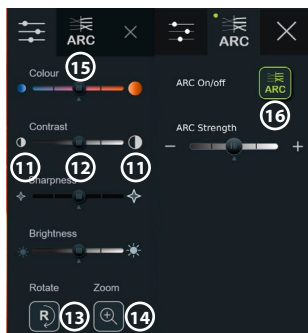 ARC
ARC
Colour
15
ARC On/off
ARC
16
Contrast
ARC Strength
11
12
11
Sharpness
Brightness
Rotate
Zoom
R
13
14